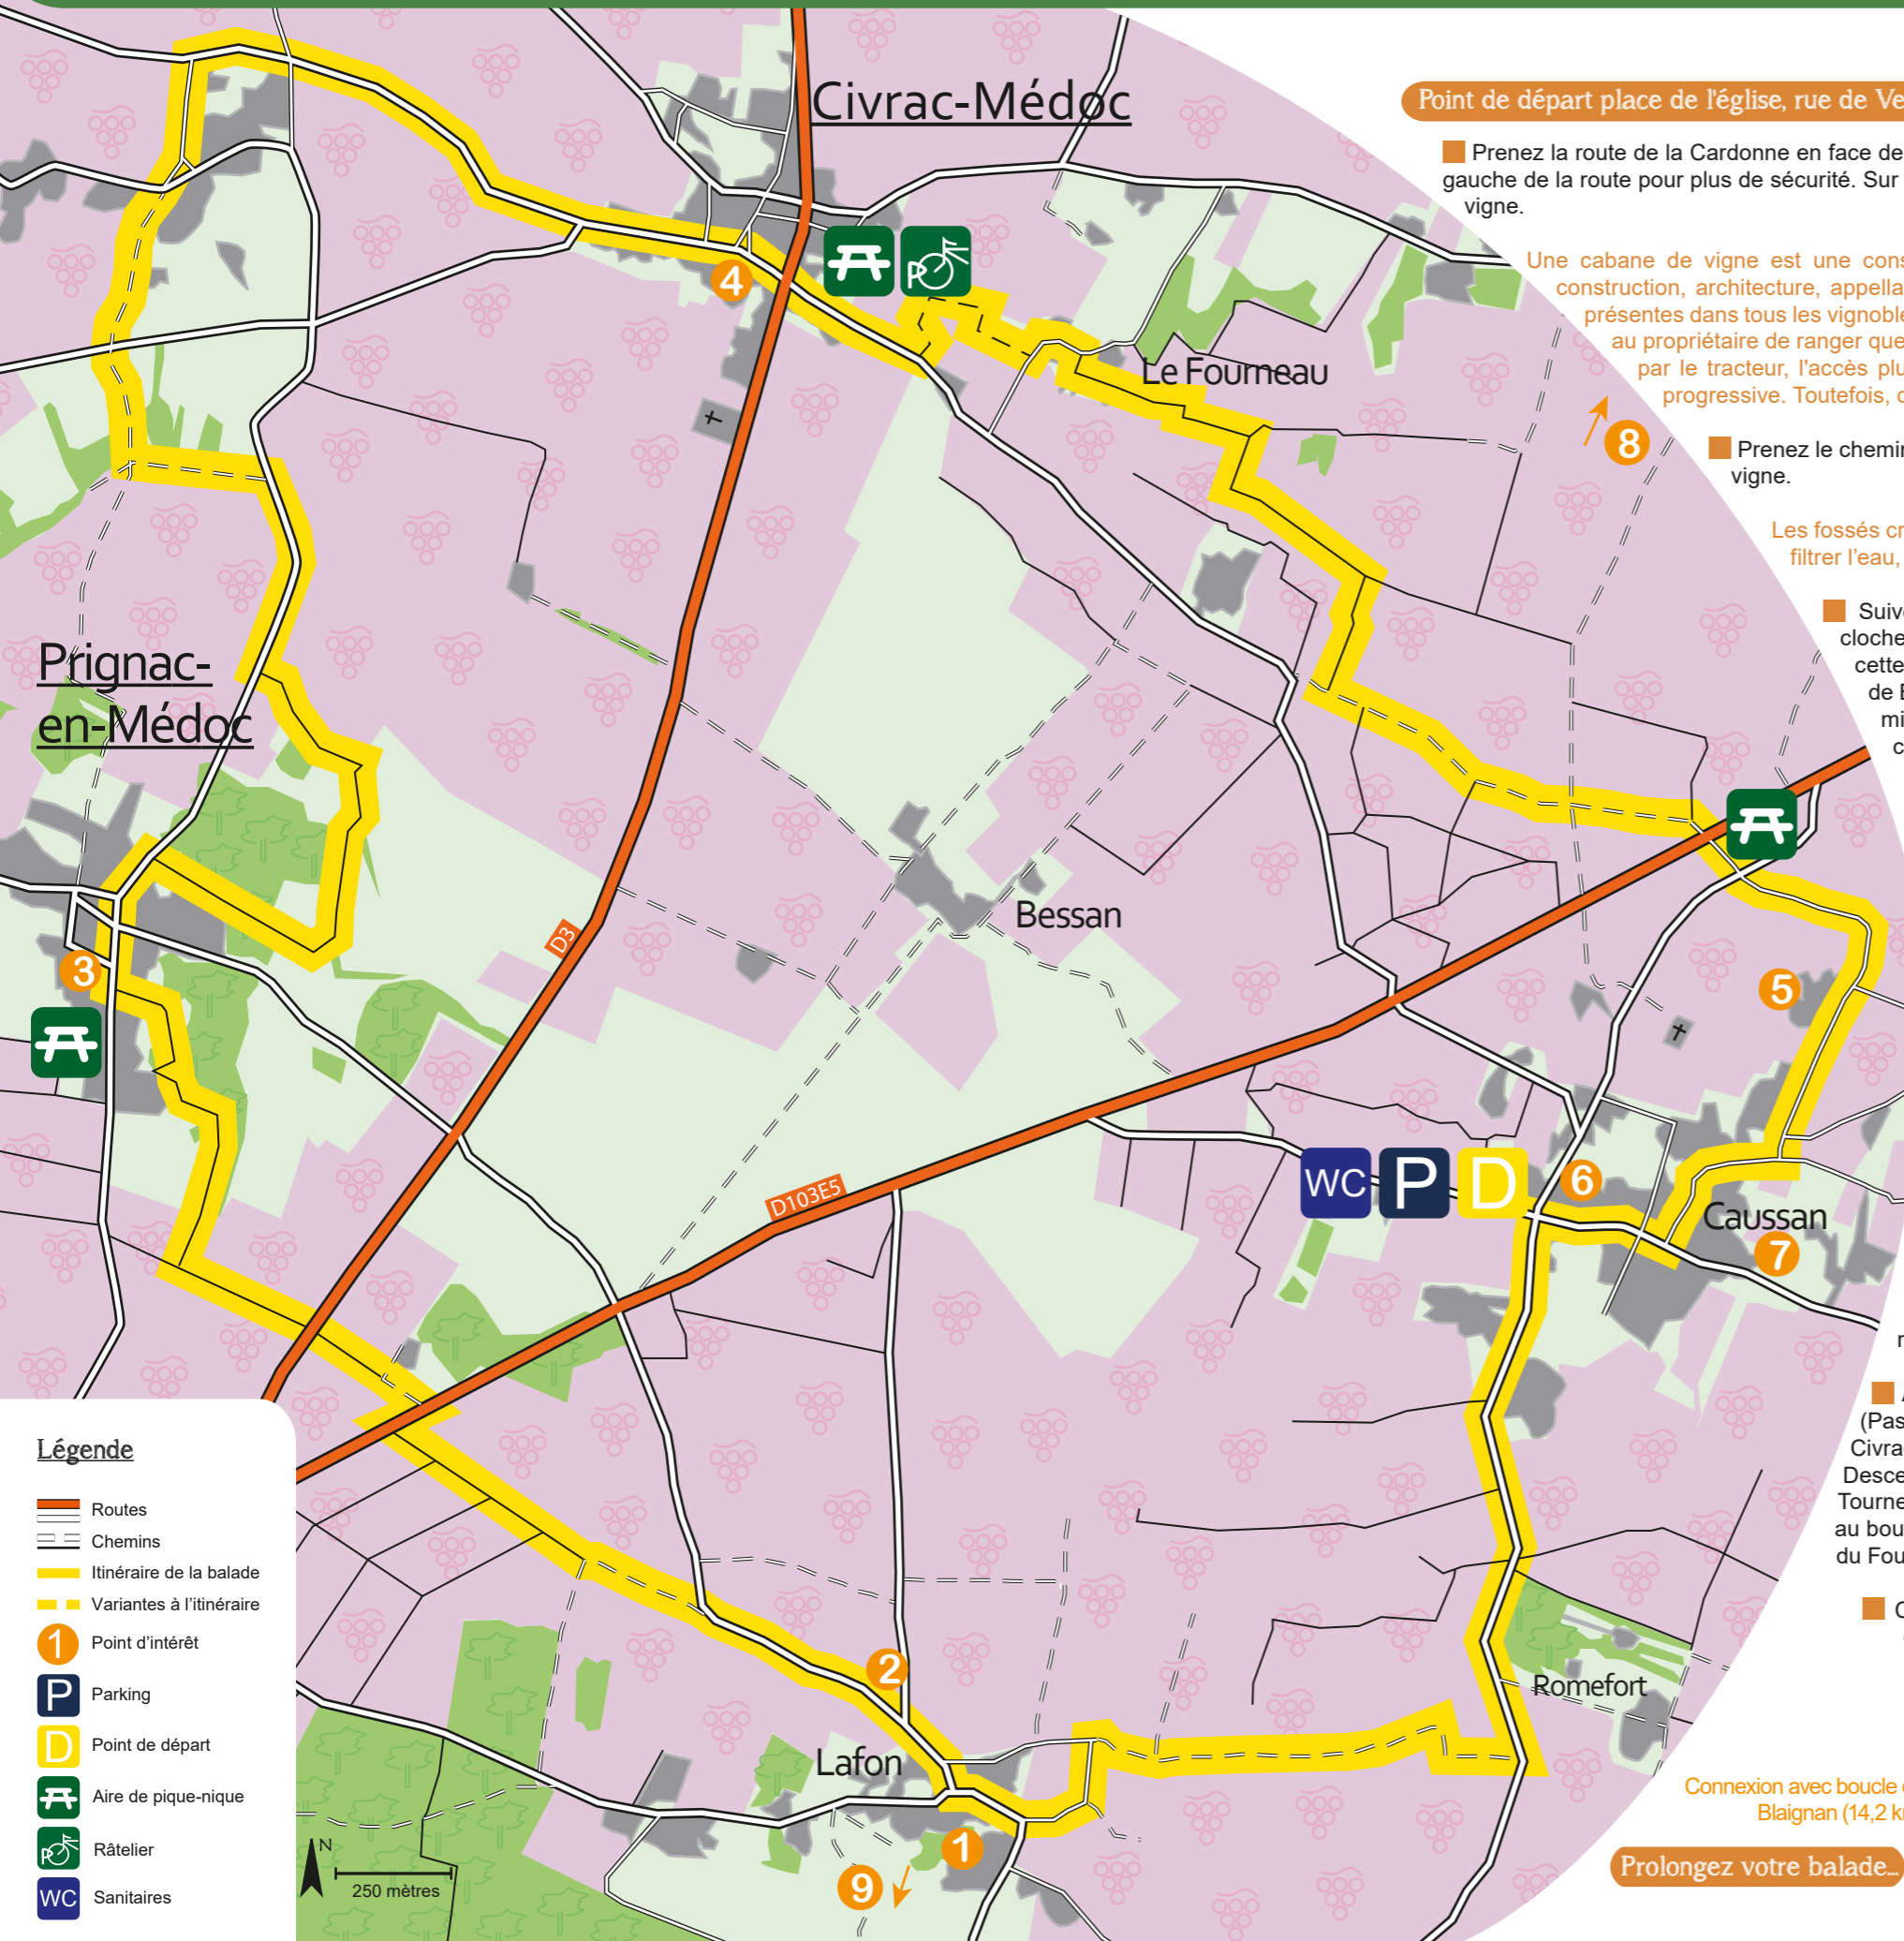 Civrac-Médoc
Point de départ place de l'église, rue de Ve
Prenez la route de la Cardonne en face de
gauche de la route pour plus de sécurité. Sur
vigne.
Une cabane de vigne est une cons
construction, architecture, appella
présentes dans tous les vignoble
au propriétaire de ranger que
par le tracteur, l'accès plu
progressive. Toutefois, d
Prenez le chemin
vigne.
Les fossés cr
filtrer l'eau,
Suive
cloche
cette
de B
mi
c
4
Le Fourneau
8
Prignac-
en-Médoc
D3
Bessan
3
5
D103E5
WC P D
6
Caussan
7
r
A
(Pas
Civra
Desce
Tourne
au bou
du Fou
C
2
Romefort
Lafon
1
9
Connexion avec boucle d
Blaignan (14,2 k
Prolongez votre balade...
Légende
Routes
Chemins
Itinéraire de la balade
Variantes à l'itinéraire
1 Point d'intérêt
P Parking
D Point de départ
Aire de pique-nique
P Râtelier
WC Sanitaires
N
250 mètres